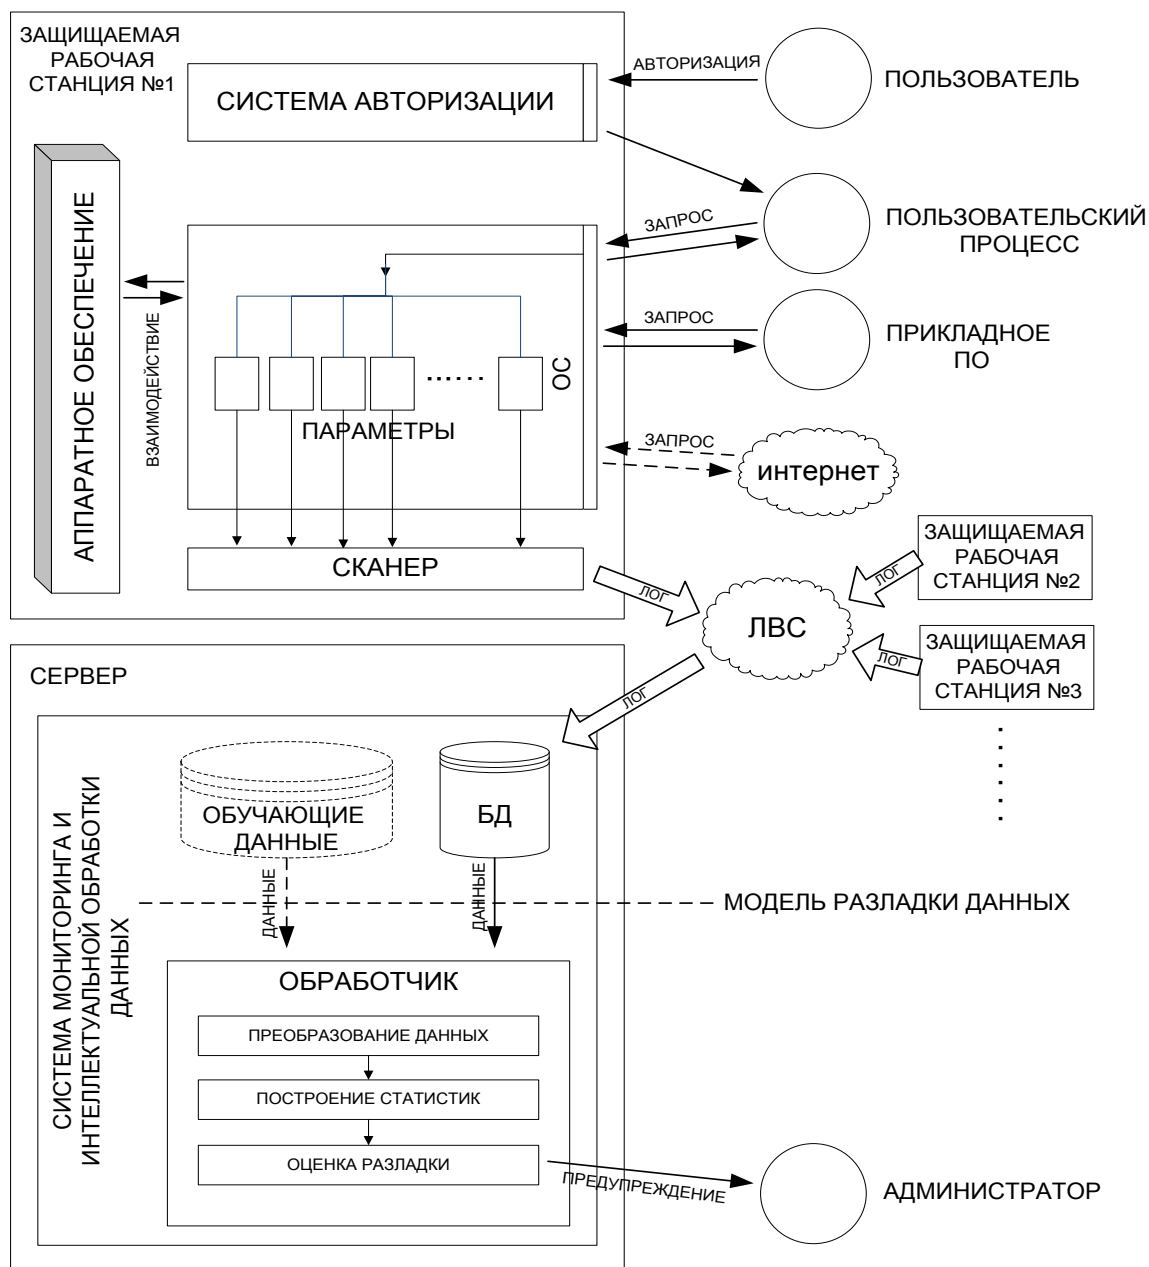 ЗАЩИЩАЕМАЯ
РАБОЧАЯ
СТАНЦИЯ №1
СИСТЕМА АВТОРИЗАЦИИ
АВТОРИЗАЦИЯ
ПОЛЬЗОВАТЕЛЬ
АППАРАТНОЕ ОБЕСПЕЧЕНИЕ
ВЗАИМОДЕЙСТВИЕ
ЗАПРОС
ПОЛЬЗОВАТЕЛЬСКИЙ
ПРОЦЕСС
ЗАПРОС
ПРИКЛАДНОЕ
ПО
ОС
ПАРАМЕТРЫ
ЗАПРОС
интернет
СКАНЕР
ЛОГ
ЛВС
ЛОГ
ЗАЩИЩАЕМАЯ
РАБОЧАЯ
СТАНЦИЯ №2
ЛОГ
ЗАЩИЩАЕМАЯ
РАБОЧАЯ
СТАНЦИЯ №3
ЛОГ
СЕРВЕР
СИСТЕМА МОНИТОРИНГА И
ИНТЕЛЛЕКТУАЛЬНОЙ ОБРАБОТКИ
ДАННЫХ
ОБУЧАЮЩИЕ
ДАННЫЕ
БД
ДАННЫЕ
ДАННЫЕ
МОДЕЛЬ РАЗЛАДКИ ДАННЫХ
ОБРАБОТЧИК
ПРЕОБРАЗОВАНИЕ ДАННЫХ
ПОСТРОЕНИЕ СТАТИСТИК
ОЦЕНКА РАЗЛАДКИ
ПРЕДУПРЕЖДЕНИЕ
АДМИНИСТРАТОР